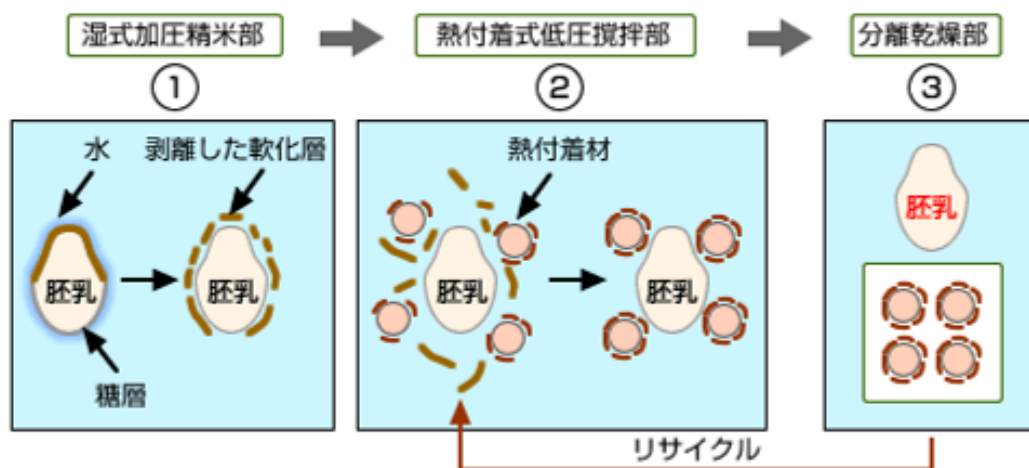 湿式加圧精米部
熱付着式低圧撹拌部
分離乾燥部
①
②
③
水
剥離した軟化層
胚乳
胚乳
糖層
熱付着材
胚乳
胚乳
胚乳
リサイクル